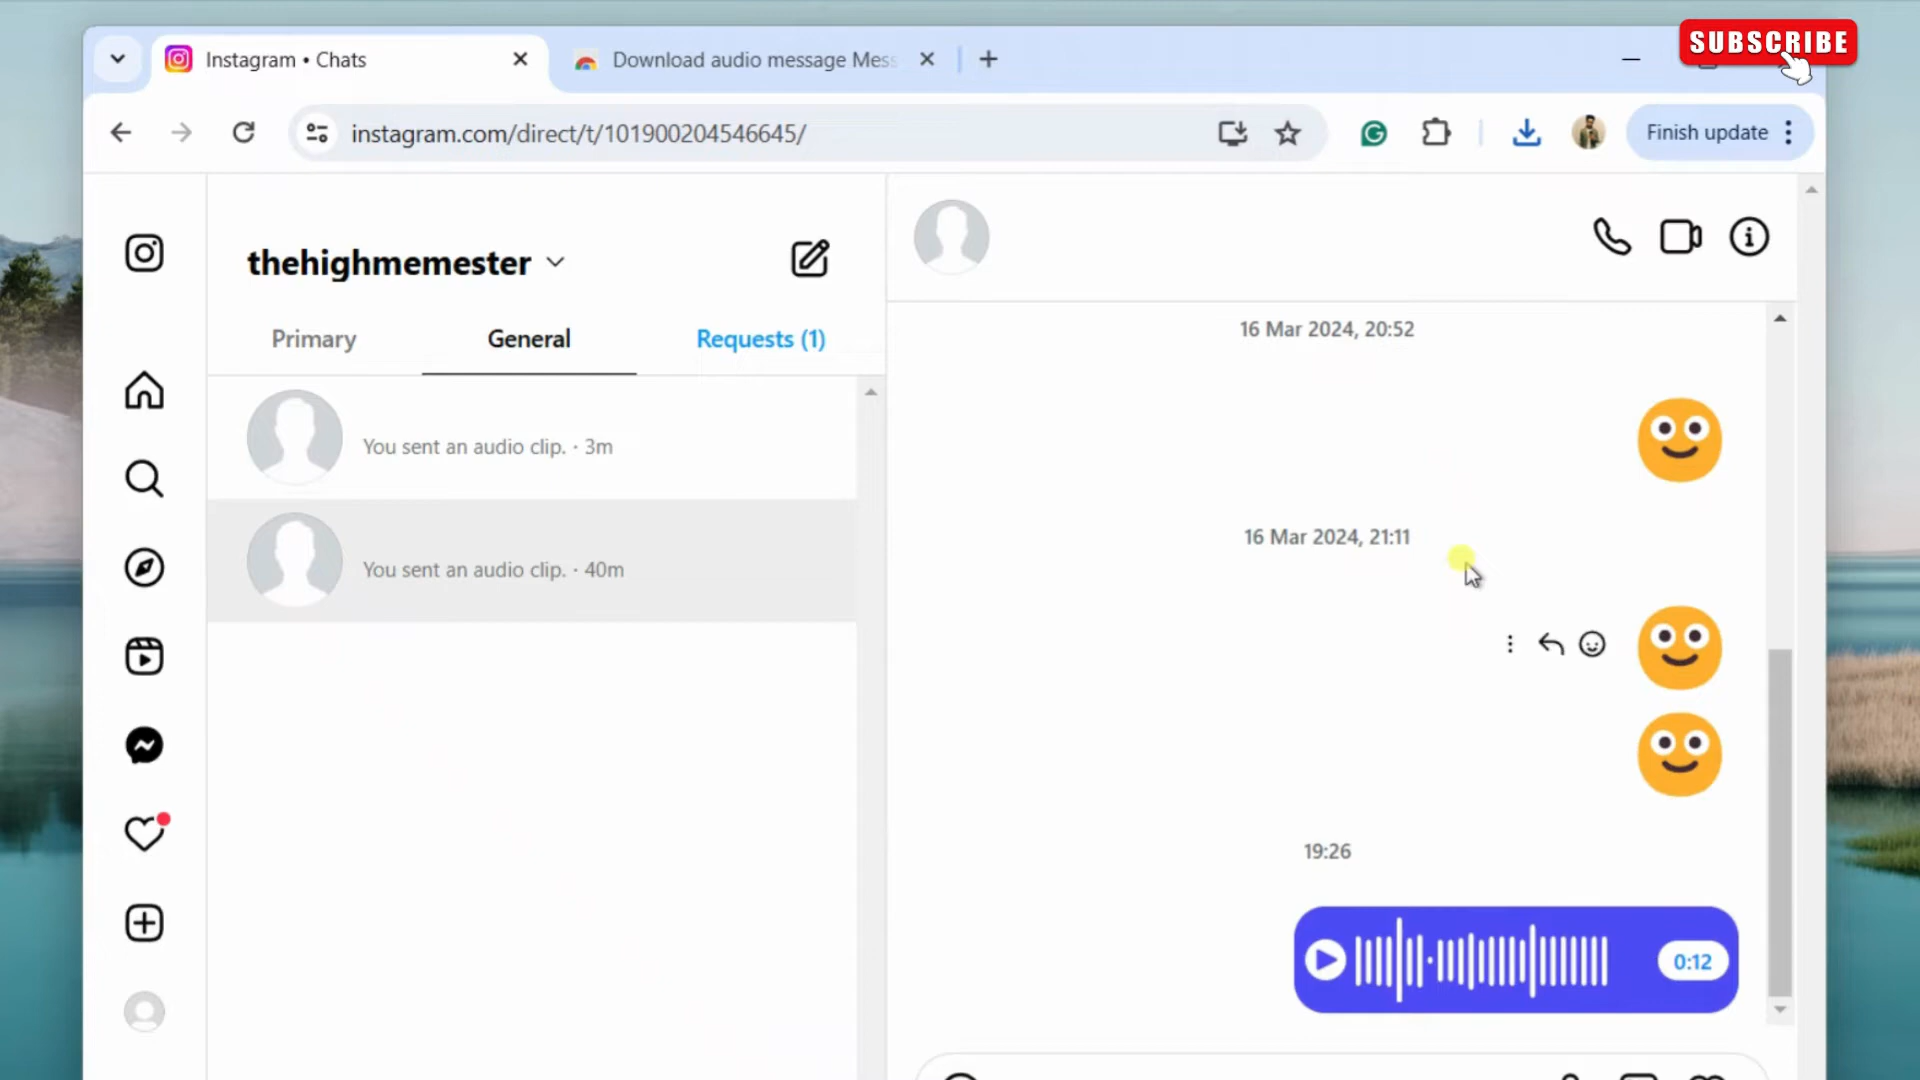 SUBSCRIBE
Instagram • Chats
Download audio message Mess
instagram.com/direct/t/101900204546645/
Finish update
thehighmemester
Primary
General
Requests (1)
You sent an audio clip. · 3m
You sent an audio clip. · 40m
16 Mar 2024, 20:52
16 Mar 2024, 21:11
19:26
0:12